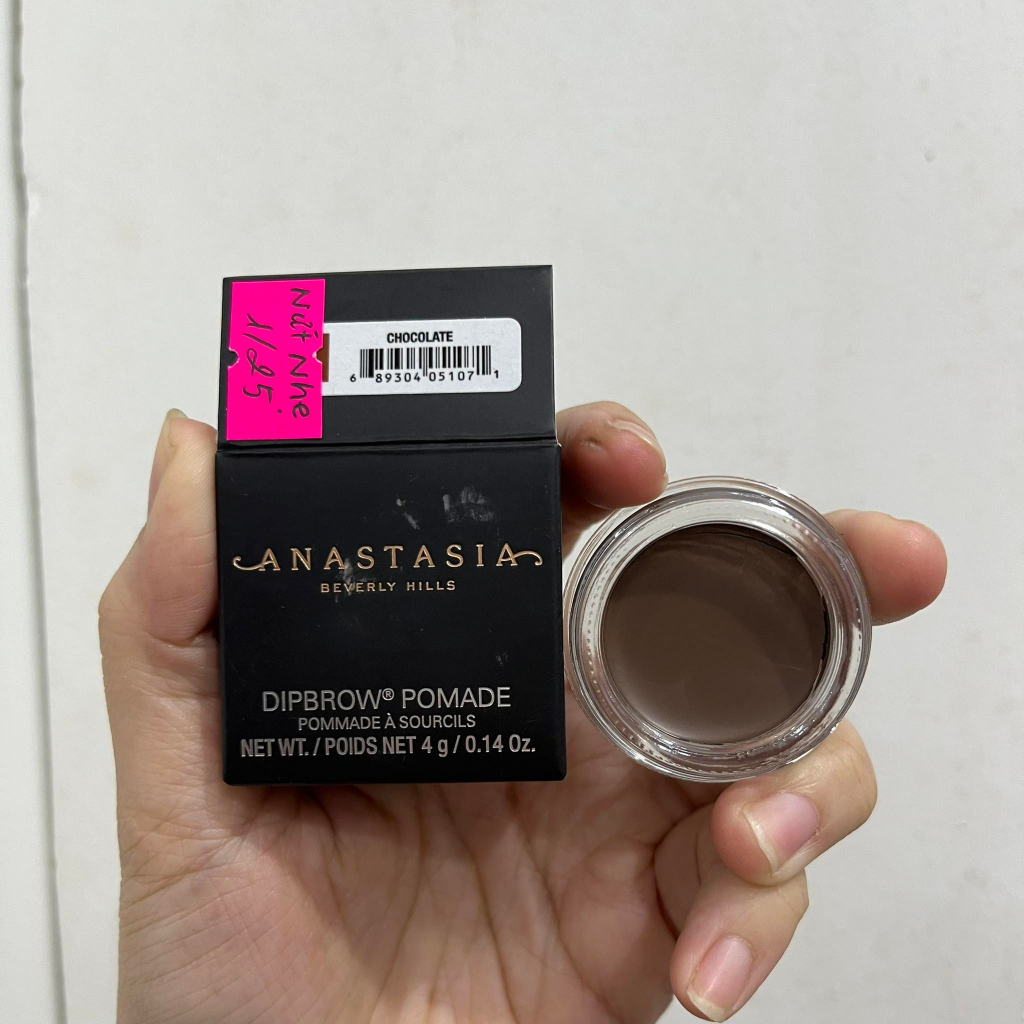 Nứt Nhẹ
1/25
CHOCOLATE
6 89304 05107 1
ANASTASIA
BEVERLY HILLS
DIPBROW® POMADE
POMMADE À SOURCILS
NET WT. / POIDS NET 4 g / 0.14 Oz.